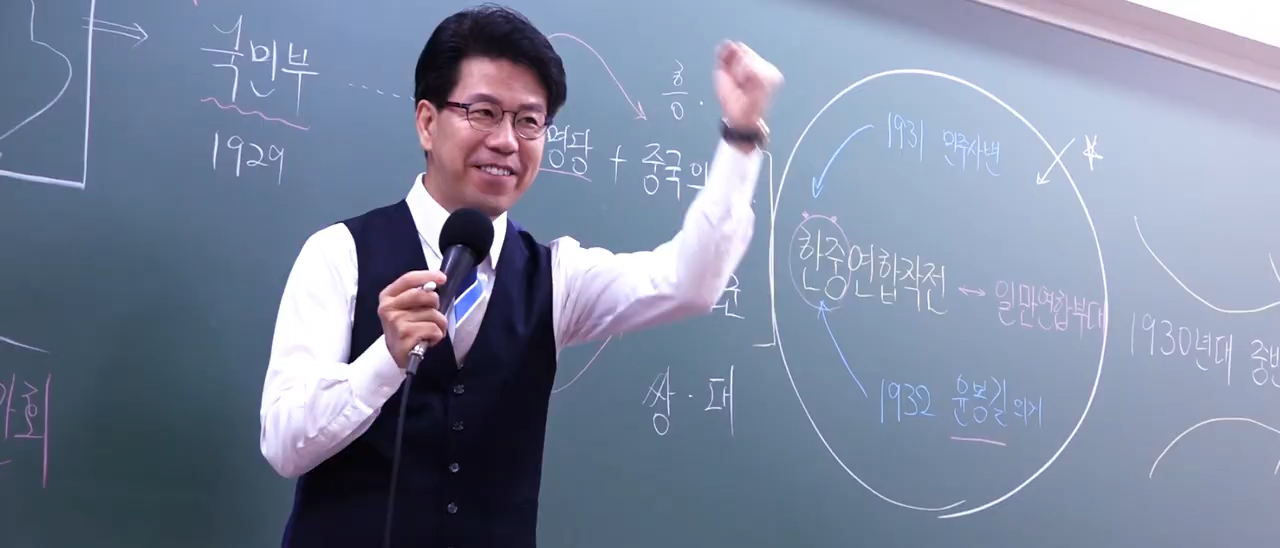 국민부
1929
명당 + 중국의
쌍 · 대
1931 만주사변
한중연합작전 ↔ 일만연합부대
1932 윤봉길 의거
1930년대 중반